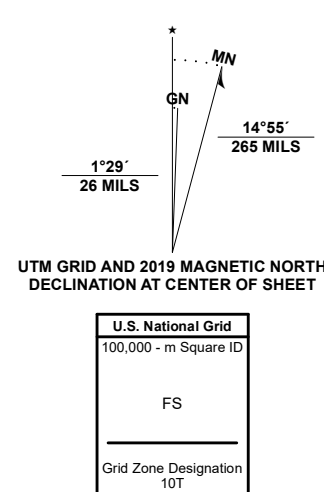 ★
MN
GN
14°55´
265 MILS
1°29´
26 MILS
UTM GRID AND 2019 MAGNETIC NORTH
DECLINATION AT CENTER OF SHEET
U.S. National Grid
100,000 - m Square ID
FS
Grid Zone Designation
10T